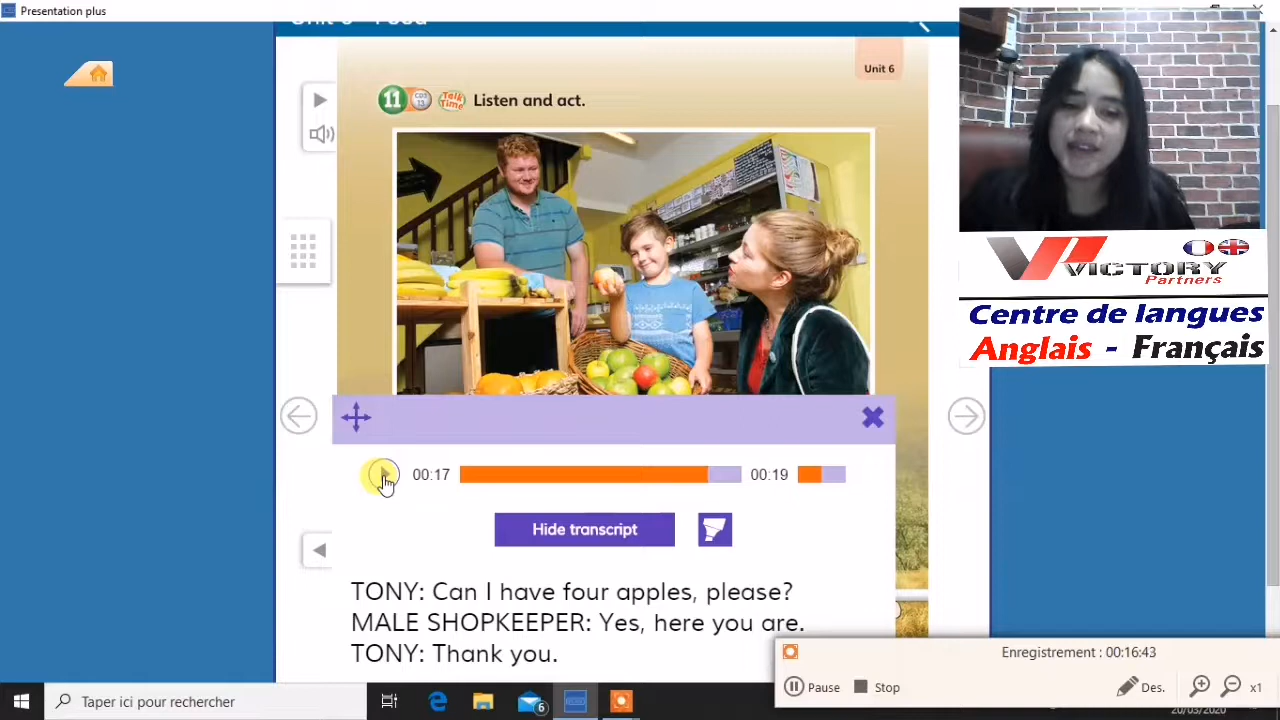 Presentation plus
Unit 6
11 CD3 Talk Time Listen and act.
VICTORY
Partners
Centre de langues
Anglais - Français
00:17 00:19
Hide transcript
TONY: Can I have four apples, please?
MALE SHOPKEEPER: Yes, here you are.
TONY: Thank you.
Enregistrement : 00:16:43
Pause Stop Des. x1
Taper ici pour rechercher
6
20/03/2020